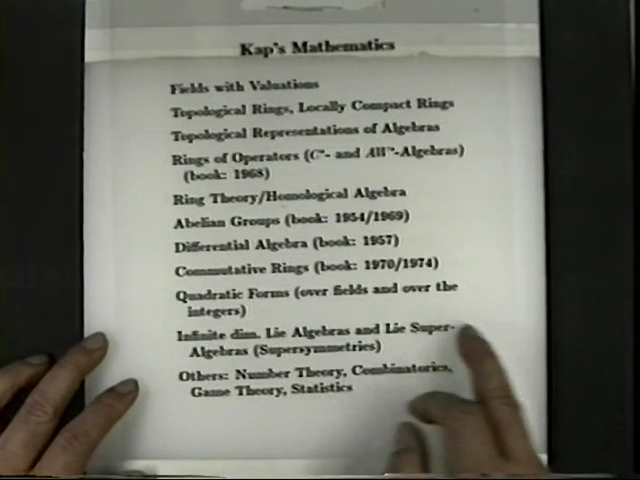 Kap's Mathematics
Fields with Valuations
Topological Rings, Locally Compact Rings
Topological Representations of Algebras
Rings of Operators (C*- and AW*-Algebras)
(book: 1968)
Ring Theory/Homological Algebra
Abelian Groups (book: 1954/1969)
Differential Algebra (book: 1957)
Commutative Rings (book: 1970/1974)
Quadratic Forms (over fields and over the
integers)
Infinite dim. Lie Algebras and Lie Super-
Algebras (Supersymmetries)
Others: Number Theory, Combinatorics,
Game Theory, Statistics